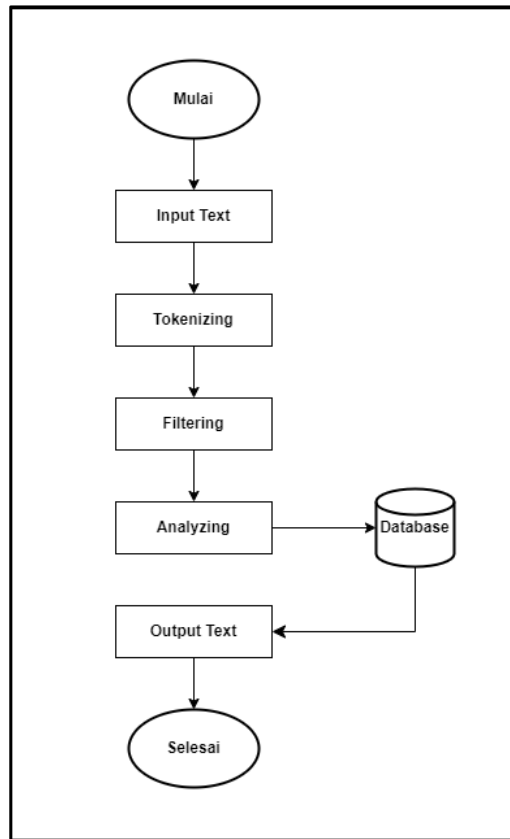 Mulai
Input Text
Tokenizing
Filtering
Analyzing
Database
Output Text
Selesai